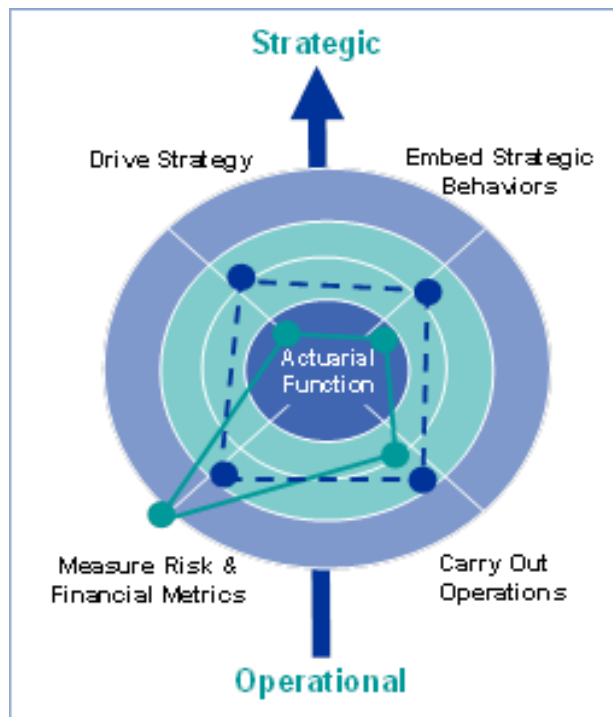 Strategic
Drive Strategy
Embed Strategic
Behaviors
Actuarial
Function
Measure Risk &
Financial Metrics
Carry Out
Operations
Operational